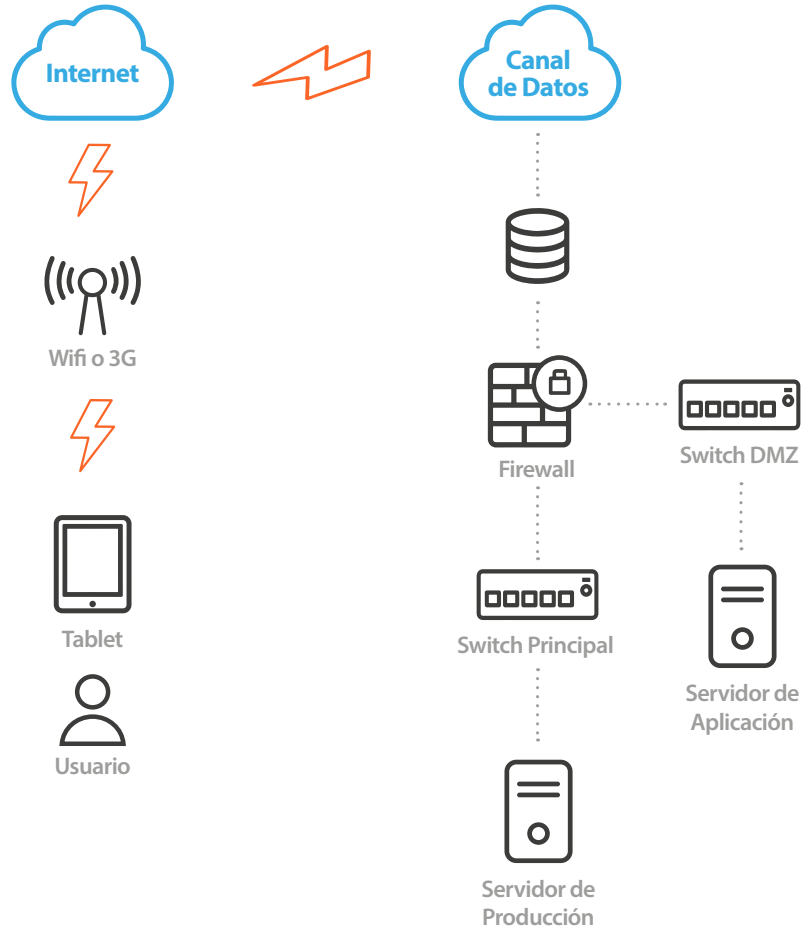 Internet
Canal
de Datos
Wifi o 3G
Firewall
Switch DMZ
Tablet
Switch Principal
Servidor de
Aplicación
Usuario
Servidor de
Producción